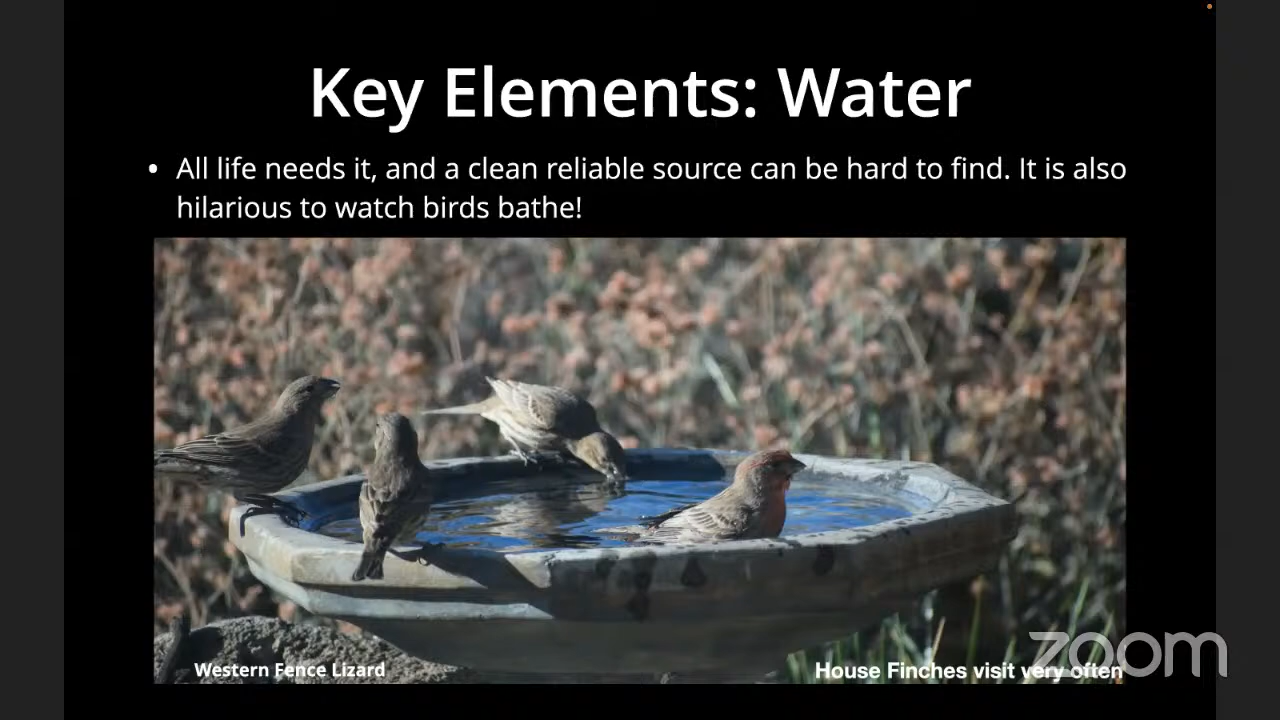 Key Elements: Water
• All life needs it, and a clean reliable source can be hard to find. It is also
hilarious to watch birds bathe!
Western Fence Lizard
House Finches visit very often
zoom